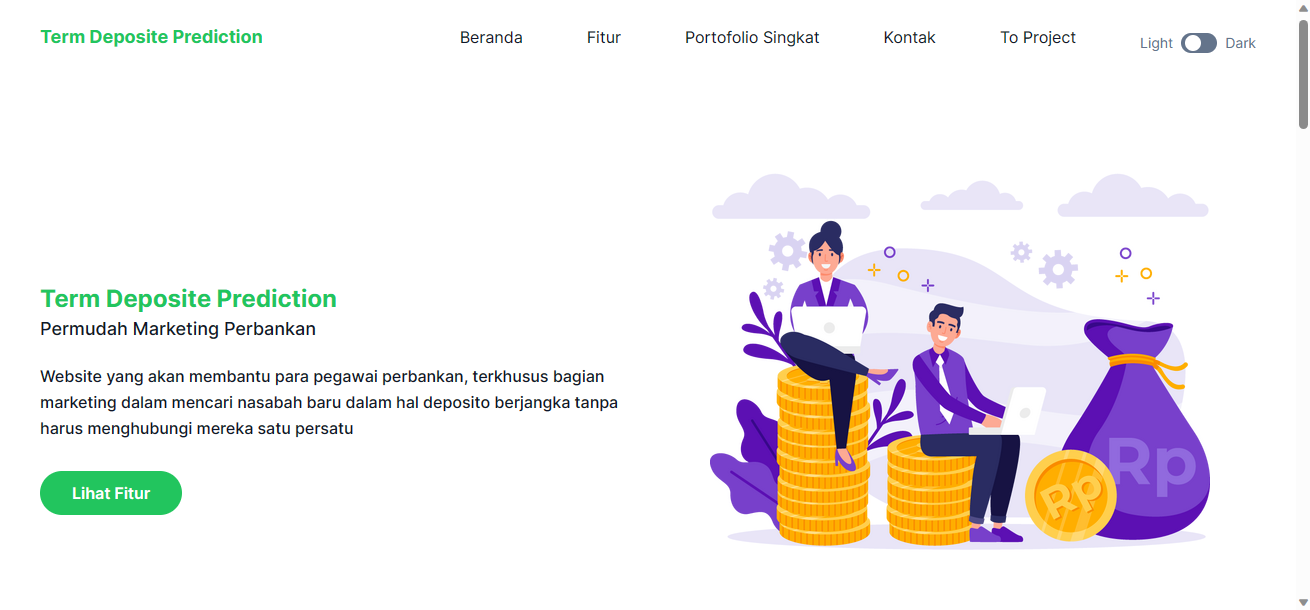 Term Deposite Prediction
Beranda
Fitur
Portofolio Singkat
Kontak
To Project
Light
Dark
Term Deposite Prediction
Permudah Marketing Perbankan
Website yang akan membantu para pegawai perbankan, terkhusus bagian
marketing dalam mencari nasabah baru dalam hal deposito berjangka tanpa
harus menghubungi mereka satu persatu
Lihat Fitur
Rp
Rp